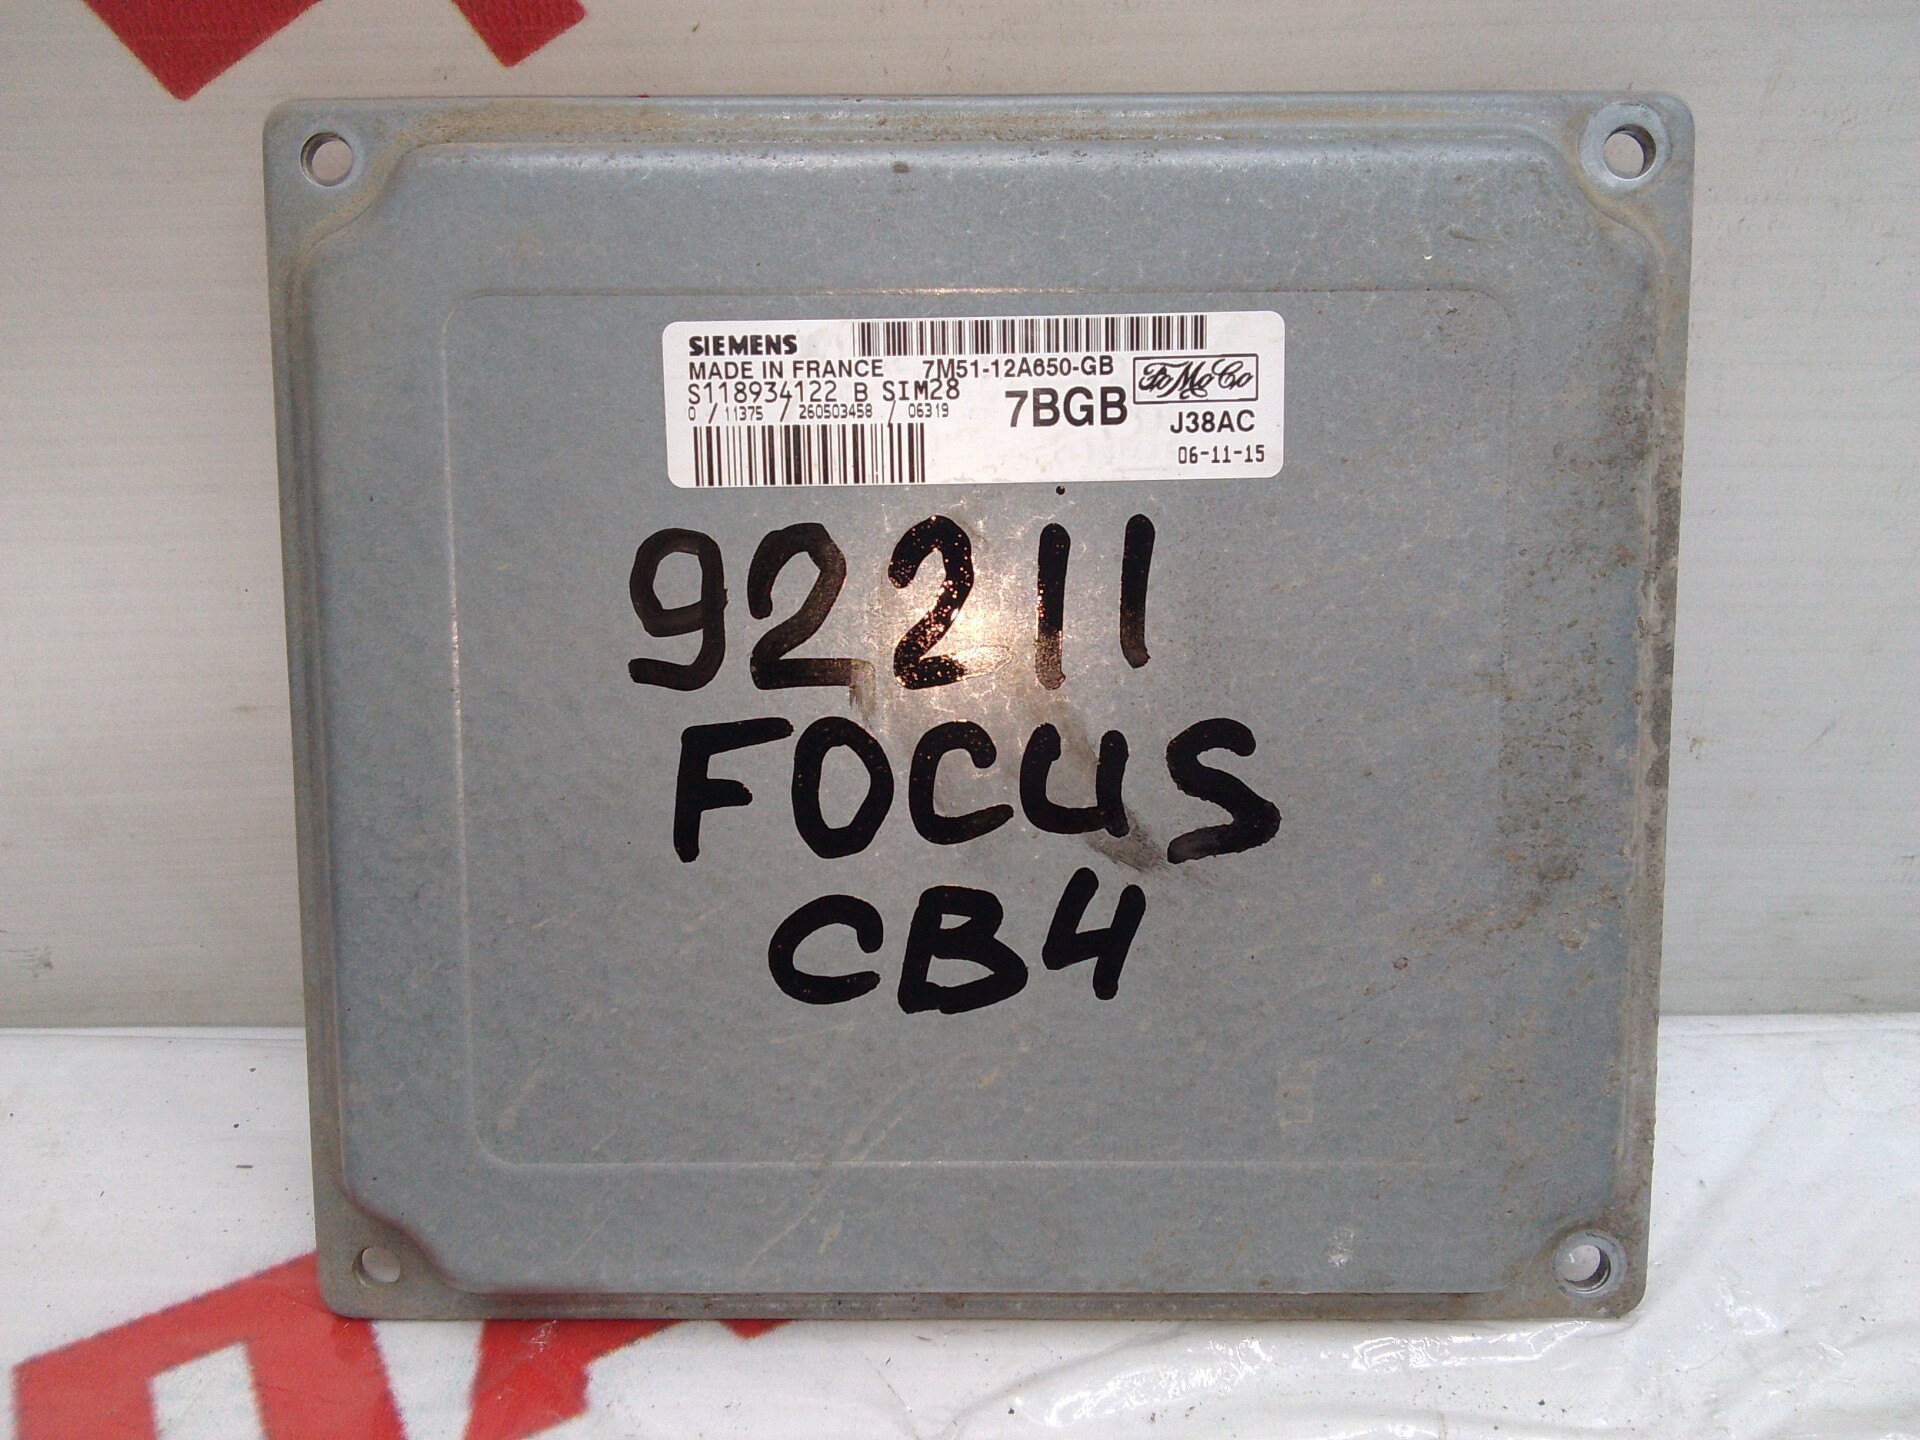 SIEMENS
MADE IN FRANCE 7M51-12A650-GB
S118934122 B SIM28
FoMoCo
0 / 11375 / 260503458 / 06319
7BGB
J38AC
06-11-15
92211
FOCUS
CB4